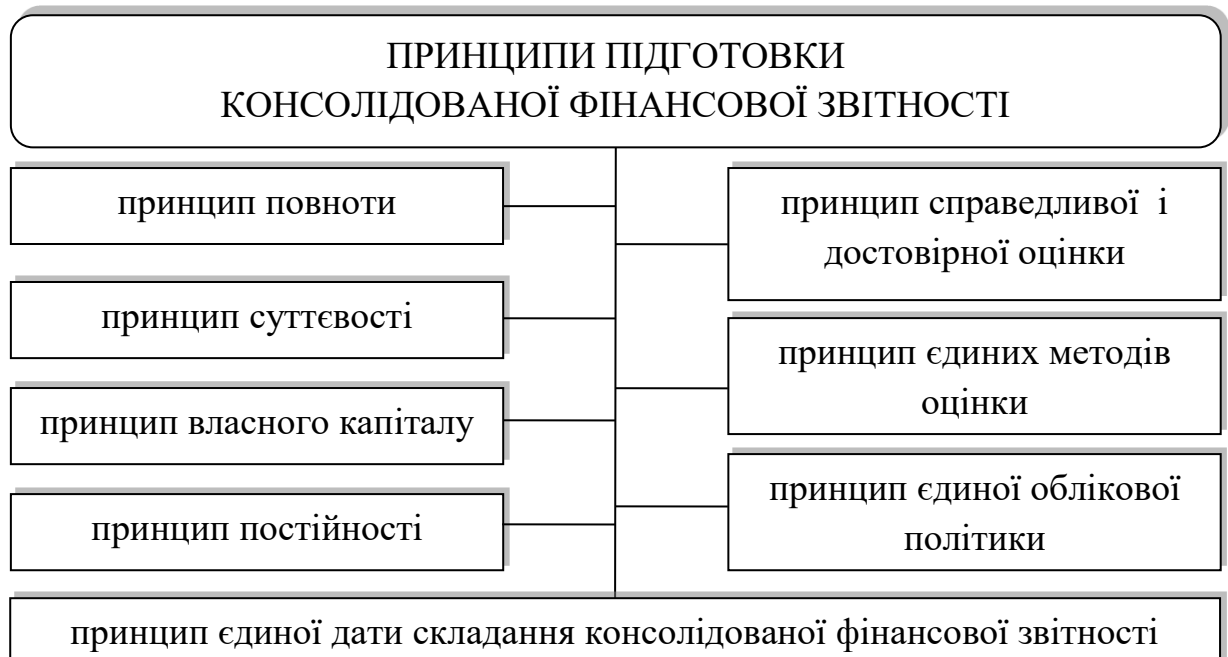 ПРИНЦИПИ ПІДГОТОВКИ
КОНСОЛІДОВАНОЇ ФІНАНСОВОЇ ЗВІТНОСТІ
принцип повноти
принцип суттєвості
принцип власного капіталу
принцип постійності
принцип справедливої і
достовірної оцінки
принцип єдиних методів
оцінки
принцип єдиної облікової
політики
принцип єдиної дати складання консолідованої фінансової звітності